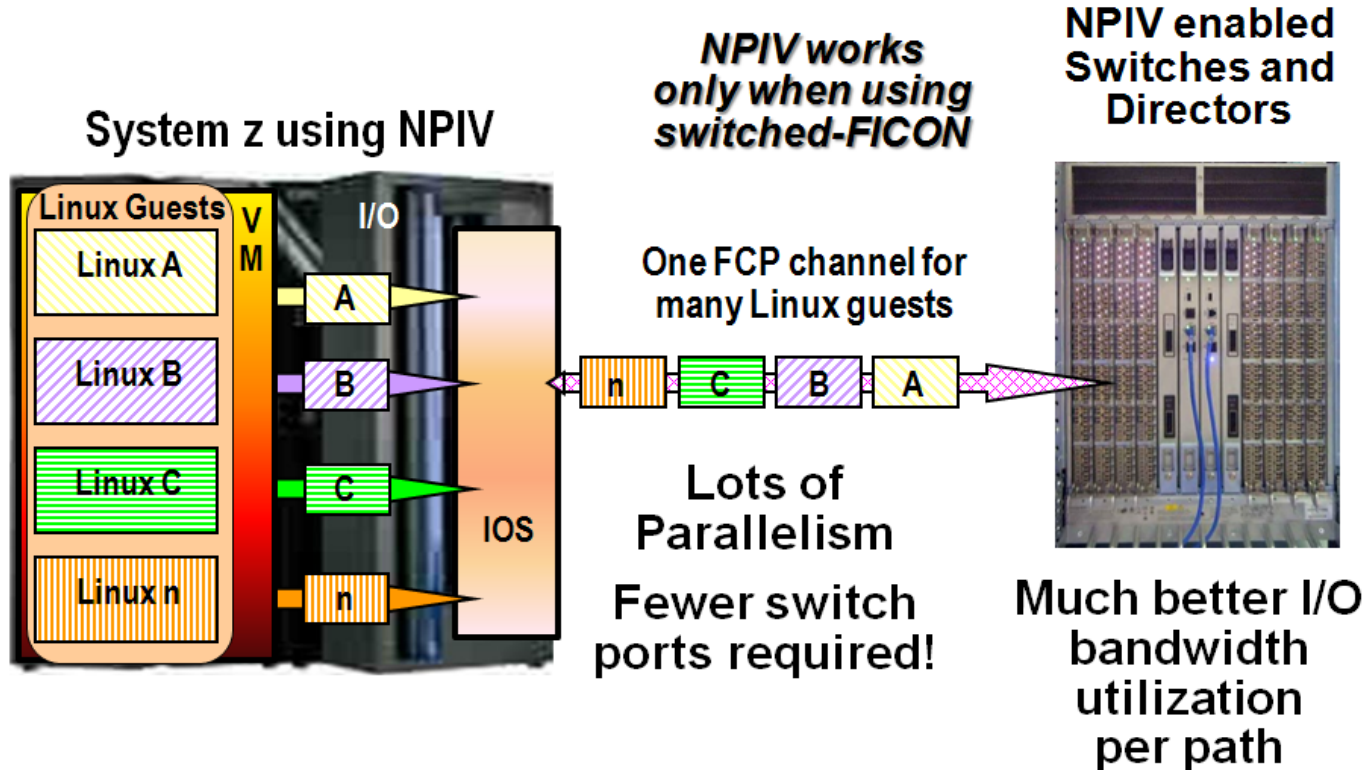 System z using NPIV
Linux Guests
V
M
I/O
Linux A
A
Linux B
B
Linux C
C
Linux n
n
IOS
NPIV works
only when using
switched-FICON
One FCP channel for
many Linux guests
n
C
B
A
Lots of
Parallelism
Fewer switch
ports required!
NPIV enabled
Switches and
Directors
Much better I/O
bandwidth
utilization
per path